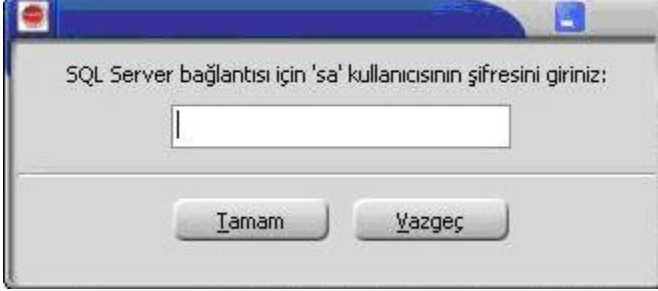 SQL Server bağlantısı için 'sa' kullanıcısının şifresini giriniz:
Tamam
Vazgeç